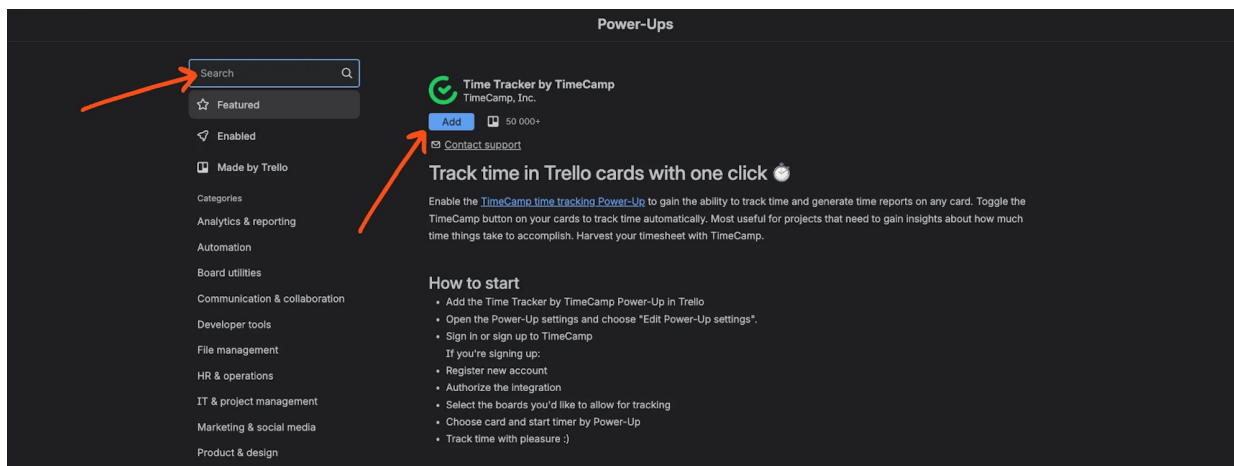 Power-Ups
Search
Featured
Enabled
Made by Trello
Categories
Analytics & reporting
Automation
Board utilities
Communication & collaboration
Developer tools
File management
HR & operations
IT & project management
Marketing & social media
Product & design
Time Tracker by TimeCamp
TimeCamp, Inc.
Add
50 000+
Contact support
Track time in Trello cards with one click
Enable the TimeCamp time tracking Power-Up to gain the ability to track time and generate time reports on any card. Toggle the
TimeCamp button on your cards to track time automatically. Most useful for projects that need to gain insights about how much
time things take to accomplish. Harvest your timesheet with TimeCamp.
How to start
• Add the Time Tracker by TimeCamp Power-Up in Trello
• Open the Power-Up settings and choose "Edit Power-Up settings".
• Sign in or sign up to TimeCamp
If you're signing up:
• Register new account
• Authorize the integration
• Select the boards you'd like to allow for tracking
• Choose card and start timer by Power-Up
• Track time with pleasure :)